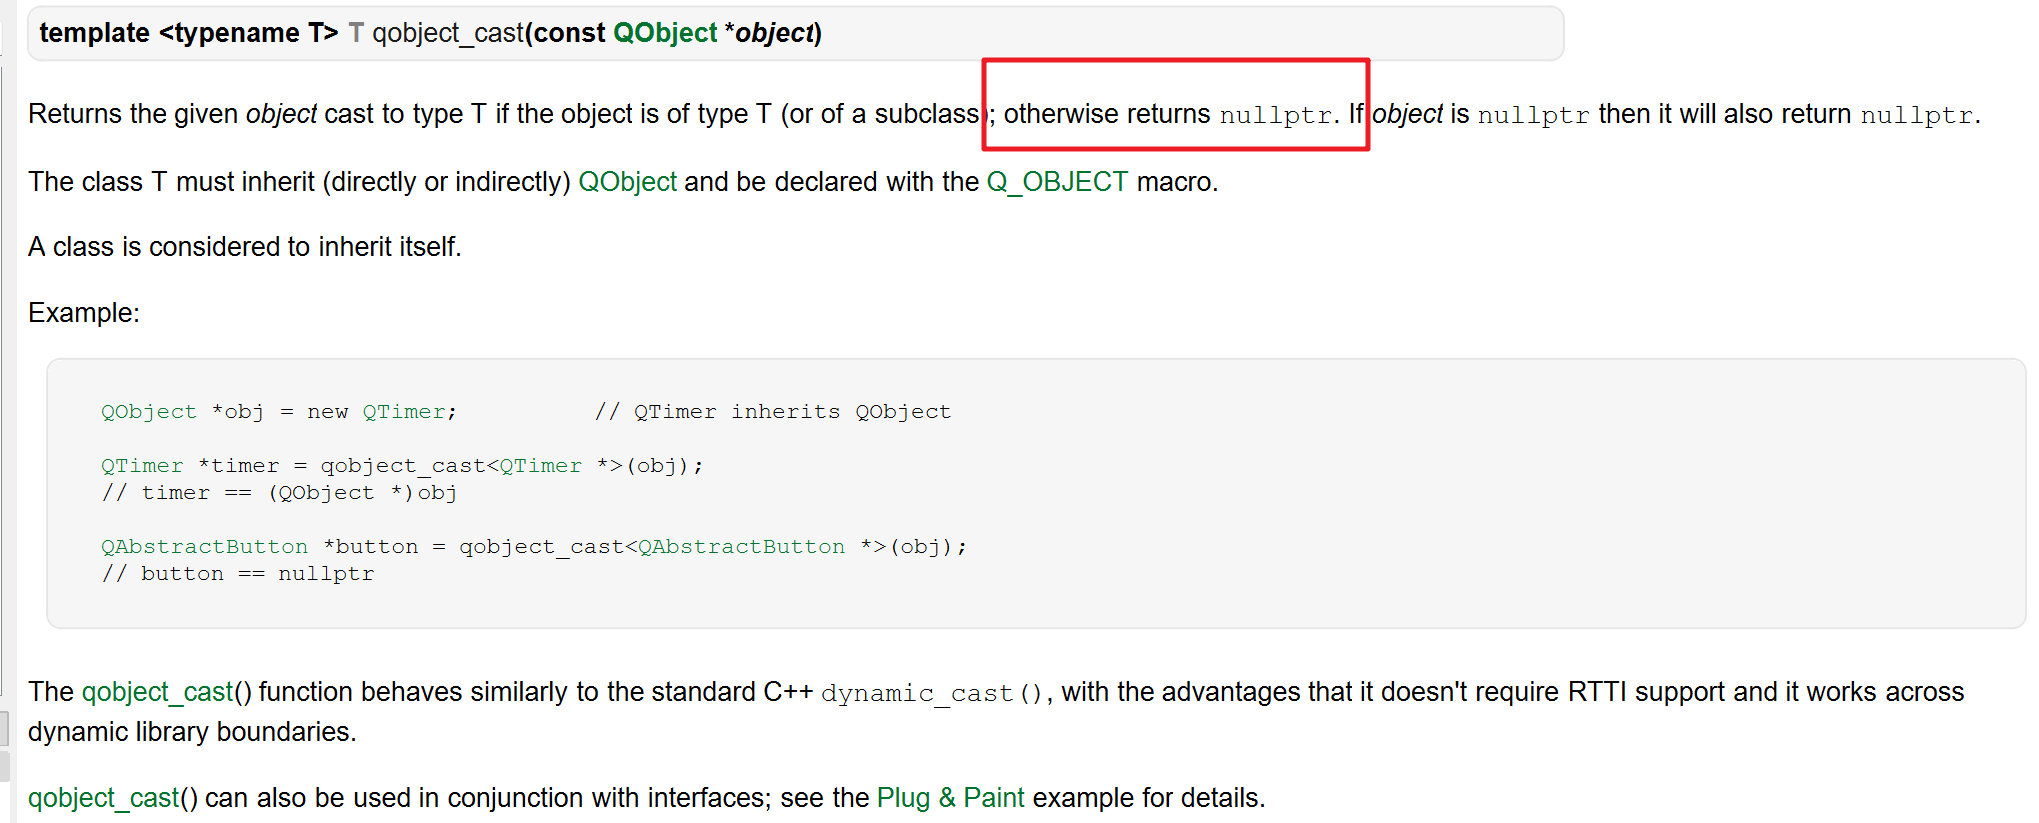 template <typename T> T qobject_cast(const QObject *object)
Returns the given object cast to type T if the object is of type T (or of a subclass); otherwise returns nullptr. If object is nullptr then it will also return nullptr.
The class T must inherit (directly or indirectly) QObject and be declared with the Q_OBJECT macro.
A class is considered to inherit itself.
Example:
QObject *obj = new QTimer;          // QTimer inherits QObject
QTimer *timer = qobject_cast<QTimer *>(obj);
// timer == (QObject *)obj
QAbstractButton *button = qobject_cast<QAbstractButton *>(obj);
// button == nullptr
The qobject_cast() function behaves similarly to the standard C++ dynamic_cast(), with the advantages that it doesn't require RTTI support and it works across
dynamic library boundaries.
qobject_cast() can also be used in conjunction with interfaces; see the Plug & Paint example for details.